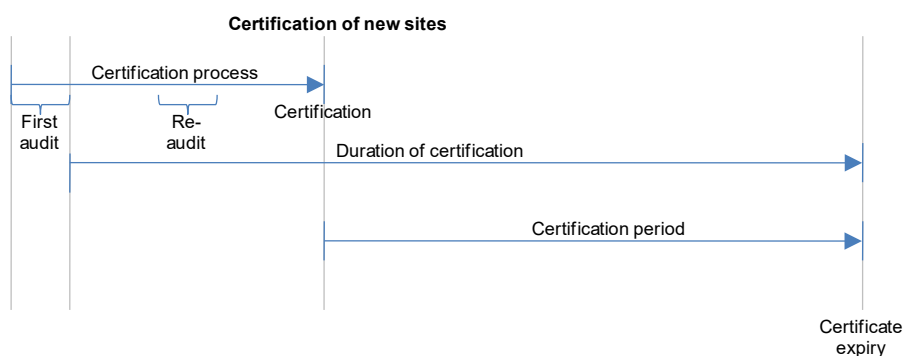 Certification of new sites
Certification process
Certification
First
audit
Re-
audit
Duration of certification
Certification period
Certificate
expiry